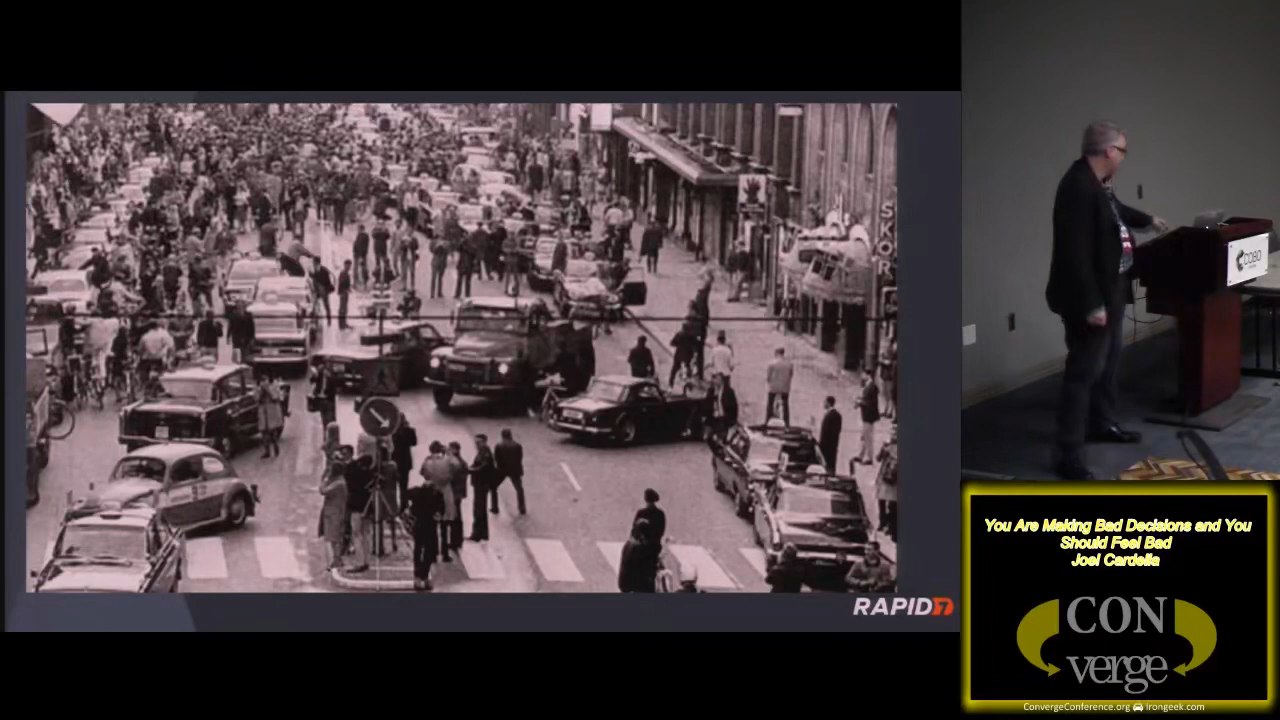 SKOR
RAPID7
COBO
You Are Making Bad Decisions and You
Should Feel Bad
Joel Cardella
CON
verge
ConvergeConference.org Irongeek.com